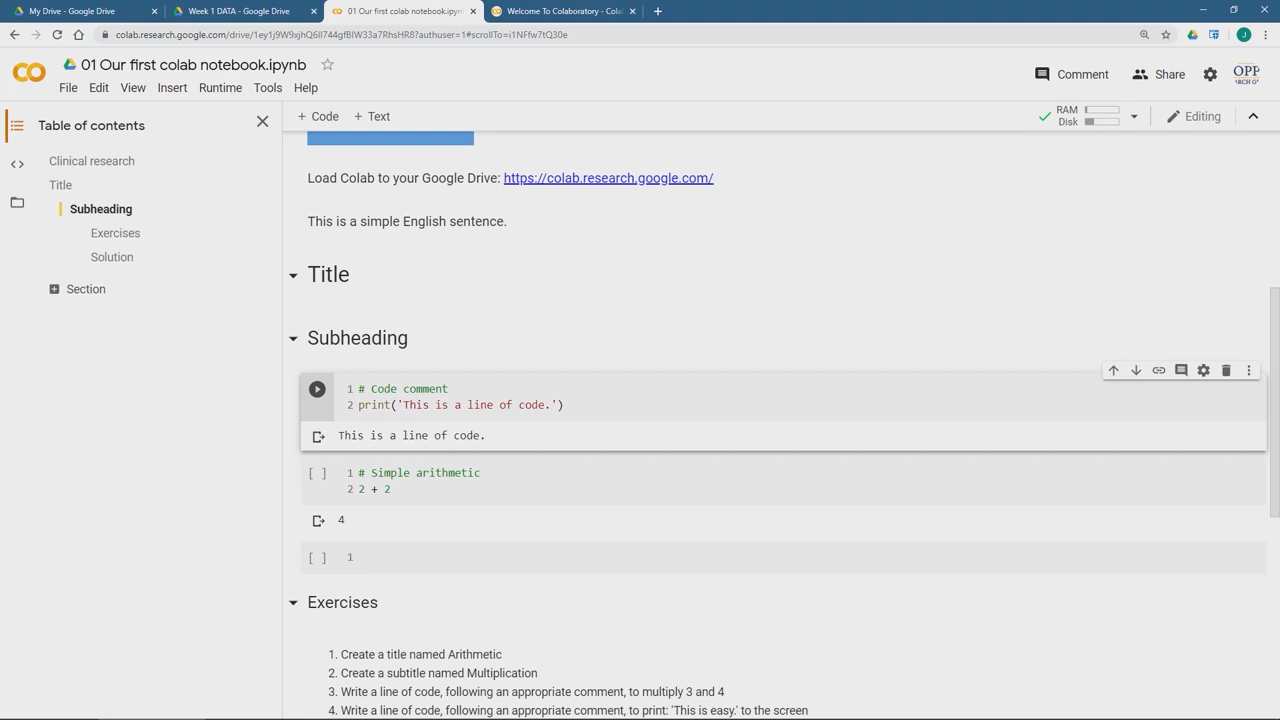 My Drive - Google Drive
Week 1 DATA - Google Drive
01 Our first colab notebook.ipyn
Welcome To Colaboratory - Cola
colab.research.google.com/drive/1ey1j9W9xjhQ6Il744gfBIW33a7RhsHR8?authuser=1#scrollTo=i1NFfw7tQ30e
J
01 Our first colab notebook.ipynb
File Edit View Insert Runtime Tools Help
Comment
Share
OPP
ARCH G
Table of contents
Clinical research
Title
Subheading
Exercises
Solution
Section
+ Code + Text
RAM
Disk
Editing
Load Colab to your Google Drive: https://colab.research.google.com/
This is a simple English sentence.
Title
Subheading
1 # Code comment
2 print('This is a line of code.')
This is a line of code.
[ ] 1 # Simple arithmetic
2 2 + 2
4
[ ] 1
Exercises
1. Create a title named Arithmetic
2. Create a subtitle named Multiplication
3. Write a line of code, following an appropriate comment, to multiply 3 and 4
4. Write a line of code, following an appropriate comment, to print: 'This is easy.' to the screen